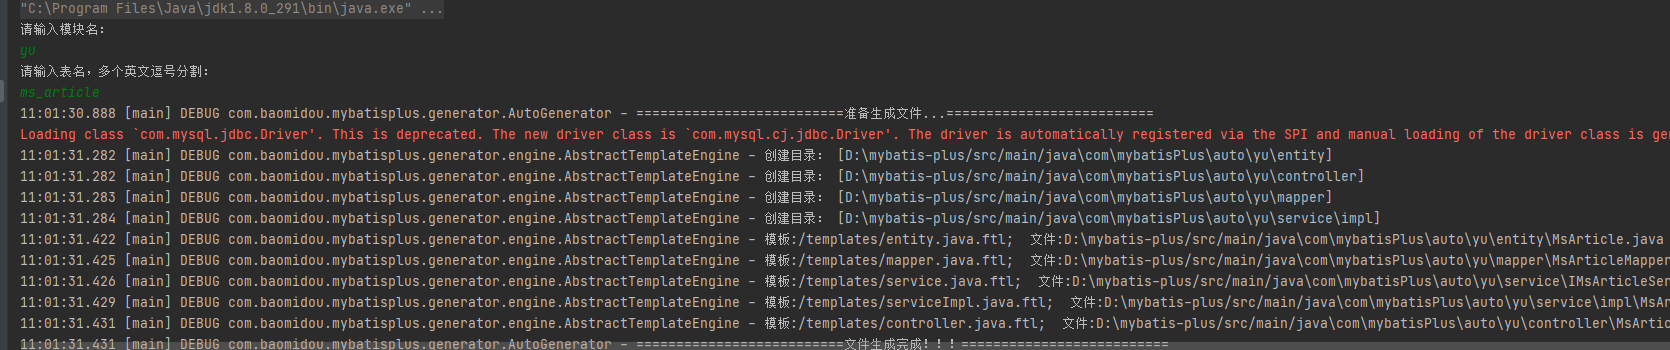 "C:\Program Files\Java\jdk1.8.0_291\bin\java.exe" ...
请输入模块名:
yu
请输入表名，多个英文逗号分割:
ms_article
11:01:30.888 [main] DEBUG com.baomidou.mybatisplus.generator.AutoGenerator - ==========================准备生成文件...==========================
Loading class `com.mysql.jdbc.Driver'. This is deprecated. The new driver class is `com.mysql.cj.jdbc.Driver'. The driver is automatically registered via the SPI and manual loading of the driver class is gen
11:01:31.282 [main] DEBUG com.baomidou.mybatisplus.generator.engine.AbstractTemplateEngine - 创建目录: [D:\mybatis-plus/src/main/java\com\mybatisPlus\auto\yu\entity]
11:01:31.282 [main] DEBUG com.baomidou.mybatisplus.generator.engine.AbstractTemplateEngine - 创建目录: [D:\mybatis-plus/src/main/java\com\mybatisPlus\auto\yu\controller]
11:01:31.283 [main] DEBUG com.baomidou.mybatisplus.generator.engine.AbstractTemplateEngine - 创建目录: [D:\mybatis-plus/src/main/java\com\mybatisPlus\auto\yu\mapper]
11:01:31.284 [main] DEBUG com.baomidou.mybatisplus.generator.engine.AbstractTemplateEngine - 创建目录: [D:\mybatis-plus/src/main/java\com\mybatisPlus\auto\yu\service\impl]
11:01:31.422 [main] DEBUG com.baomidou.mybatisplus.generator.engine.AbstractTemplateEngine - 模板:/templates/entity.java.ftl; 文件:D:\mybatis-plus/src/main/java\com\mybatisPlus\auto\yu\entity\MsArticle.java
11:01:31.425 [main] DEBUG com.baomidou.mybatisplus.generator.engine.AbstractTemplateEngine - 模板:/templates/mapper.java.ftl; 文件:D:\mybatis-plus/src/main/java\com\mybatisPlus\auto\yu\mapper\MsArticleMapper
11:01:31.426 [main] DEBUG com.baomidou.mybatisplus.generator.engine.AbstractTemplateEngine - 模板:/templates/service.java.ftl; 文件:D:\mybatis-plus/src/main/java\com\mybatisPlus\auto\yu\service\IMsArticleSer
11:01:31.429 [main] DEBUG com.baomidou.mybatisplus.generator.engine.AbstractTemplateEngine - 模板:/templates/serviceImpl.java.ftl; 文件:D:\mybatis-plus/src/main/java\com\mybatisPlus\auto\yu\service\impl\MsAr
11:01:31.431 [main] DEBUG com.baomidou.mybatisplus.generator.engine.AbstractTemplateEngine - 模板:/templates/controller.java.ftl; 文件:D:\mybatis-plus/src/main/java\com\mybatisPlus\auto\yu\controller\MsArtic
11:01:31.431 [main] DEBUG com.baomidou.mybatisplus.generator.AutoGenerator - ==========================文件生成完成！！！==========================